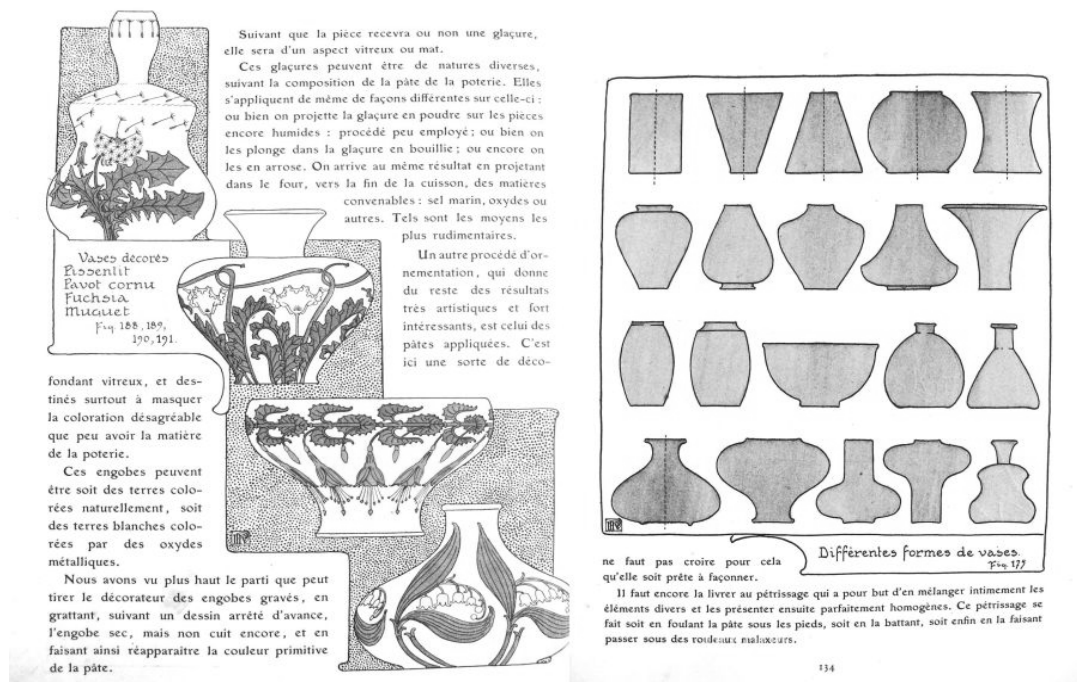 Suivant que la pièce recevra ou non une glaçure,
elle sera d'un aspect vitreux ou mat.
Ces glaçures peuvent être de natures diverses,
suivant la composition de la pâte de la poterie. Elles
s'appliquent de même de façons différentes sur celle-ci :
ou bien on projette la glaçure en poudre sur les pièces
encore humides : procédé peu employé; ou bien on
les plonge dans la glaçure en bouillie; ou encore on
les en arrose. On arrive au même résultat en projetant
dans le four, vers la fin de la cuisson, des matières
convenables : sel marin, oxydes ou
autres. Tels sont les moyens les
plus rudimentaires.
Un autre procédé d'or-
nementation, qui donne
du reste des résultats
très artistiques et fort
intéressants, est celui des
pâtes appliquées. C'est
ici une sorte de déco-
Vases décorés
Pissenlit
Pavot cornu
Fuchsia
Muguet
Fig. 188, 189,
190, 191.
fondant vitreux, et des-
tinés surtout à masquer
la coloration désagréable
que peu avoir la matière
de la poterie.
Ces engobes peuvent
être soit des terres colo-
rées naturellement, soit
des terres blanches colo-
rées par des oxydes
métalliques.
Nous avons vu plus haut le parti que peut
tirer le décorateur des engobes gravés, en
grattant, suivant un dessin arrêté d'avance,
l'engobe sec, mais non cuit encore, et en
faisant ainsi réapparaître la couleur primitive
de la pâte.
Différentes formes de vases.
Fig. 179
ne faut pas croire pour cela
qu'elle soit prête à façonner.
Il faut encore la livrer au pétrissage qui a pour but d'en mélanger intimement les
éléments divers et les présenter ensuite parfaitement homogènes. Ce pétrissage se
fait soit en foulant la pâte sous les pieds, soit en la battant, soit enfin en la faisant
passer sous des rouleaux malaxeurs.
134